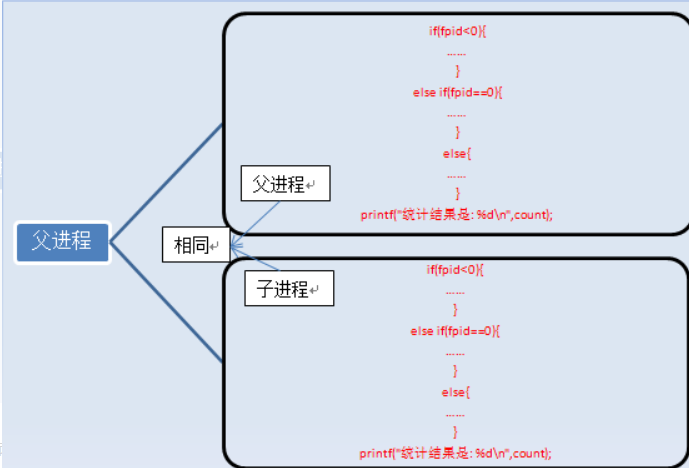 if(fpid<0){
......
}
else if(fpid==0){
......
}
else{
......
}
printf("统计结果是: %d\n",count);
父进程
父进程
相同
子进程
if(fpid<0){
......
}
else if(fpid==0){
......
}
else{
......
}
printf("统计结果是: %d\n",count);